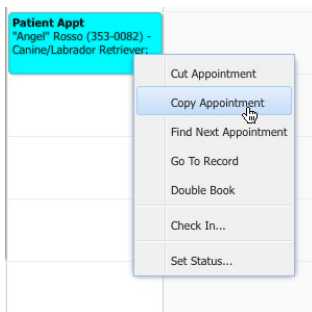 Patient Appt
"Angel" Rosso (353-0082) -
Canine/Labrador Retriever:
Cut Appointment
Copy Appointment
Find Next Appointment
Go To Record
Double Book
Check In...
Set Status...